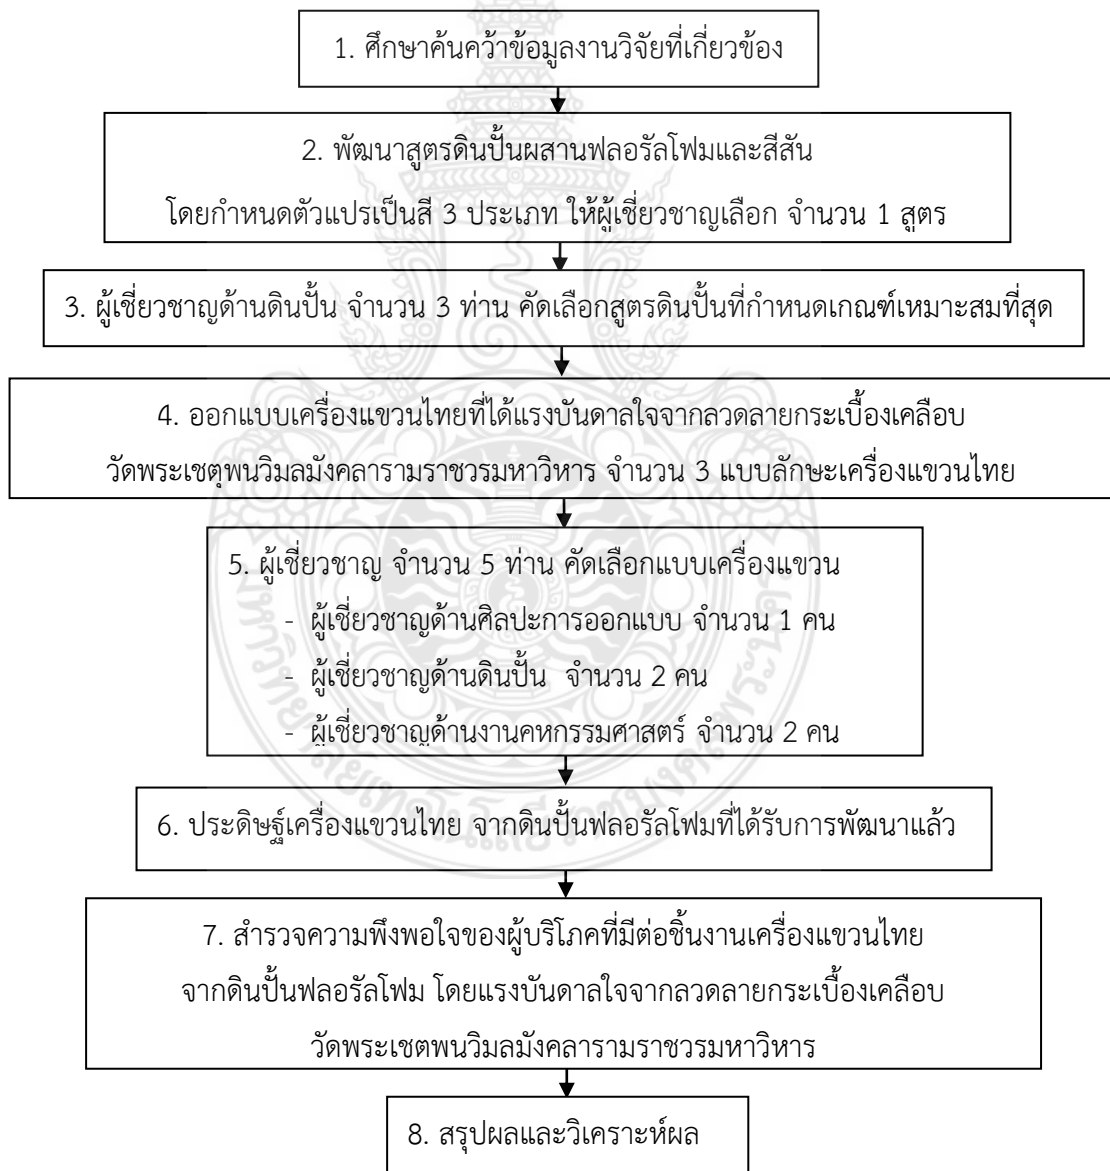 1. ศึกษาค้นคว้าข้อมูลงานวิจัยที่เกี่ยวข้อง
2. พัฒนาสูตรดินปั้นผสานฟลอรัลโฟมและสีสัน
โดยกำหนดตัวแปรเป็นสี 3 ประเภท ให้ผู้เชี่ยวชาญเลือก จำนวน 1 สูตร
3. ผู้เชี่ยวชาญด้านดินปั้น จำนวน 3 ท่าน คัดเลือกสูตรดินปั้นที่กำหนดเกณฑ์เหมาะสมที่สุด
4. ออกแบบเครื่องแขวนไทยที่ได้แรงบันดาลใจจากลวดลายกระเบื้องเคลือบ
วัดพระเชตุพนวิมลมังคลารามราชวรมหาวิหาร จำนวน 3 แบบลักษะเครื่องแขวนไทย
5. ผู้เชี่ยวชาญ จำนวน 5 ท่าน คัดเลือกแบบเครื่องแขวน
- ผู้เชี่ยวชาญด้านศิลปะการออกแบบ จำนวน 1 คน
- ผู้เชี่ยวชาญด้านดินปั้น จำนวน 2 คน
- ผู้เชี่ยวชาญด้านงานคหกรรมศาสตร์ จำนวน 2 คน
6. ประดิษฐ์เครื่องแขวนไทย จากดินปั้นฟลอรัลโฟมที่ได้รับการพัฒนาแล้ว
7. สำรวจความพึงพอใจของผู้บริโภคที่มีต่อชิ้นงานเครื่องแขวนไทย
จากดินปั้นฟลอรัลโฟม โดยแรงบันดาลใจจากลวดลายกระเบื้องเคลือบ
วัดพระเชตพนวิมลมังคลารามราชวรมหาวิหาร
8. สรุปผลและวิเคราะห์ผล
มหาวิทยาลัยเทคโนโลยีราชมงคลพระนคร